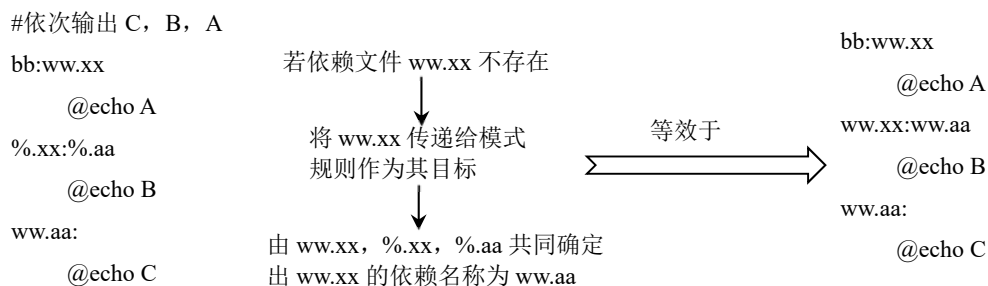 #依次输出 C，B，A
bb:ww.xx
@echo A
%.xx:%.aa
@echo B
ww.aa:
@echo C
若依赖文件 ww.xx 不存在
将 ww.xx 传递给模式
规则作为其目标
由 ww.xx，%.xx，%.aa 共同确定
出 ww.xx 的依赖名称为 ww.aa
等效于
bb:ww.xx
@echo A
ww.xx:ww.aa
@echo B
ww.aa:
@echo C